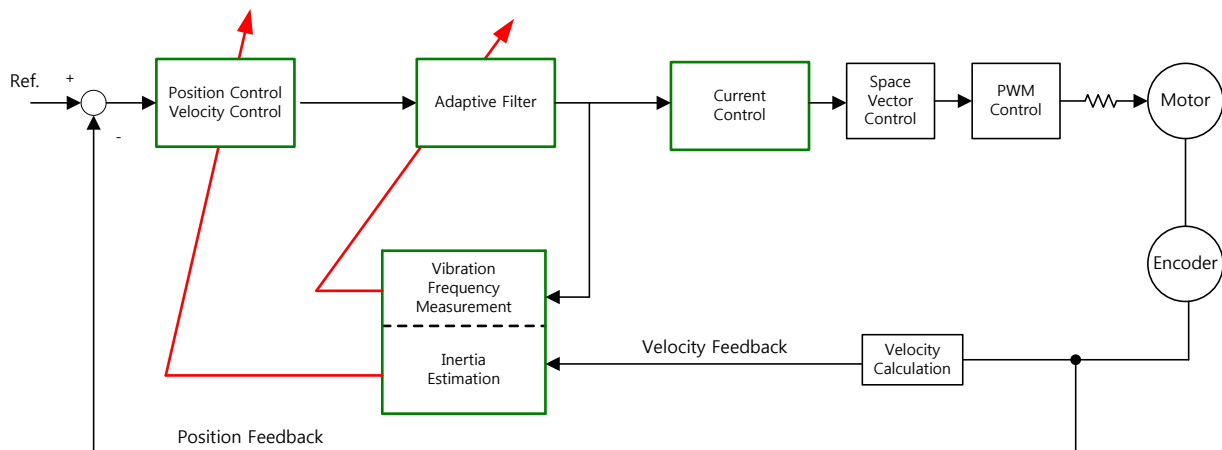 Ref.
+
-
Position Control
Velocity Control
Adaptive Filter
Current
Control
Space
Vector
Control
PWM
Control
Motor
Encoder
Vibration
Frequency
Measurement
Inertia
Estimation
Velocity Feedback
Velocity
Calculation
Position Feedback